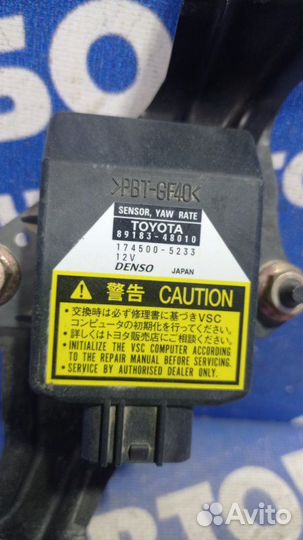 >PBT-GF40<
SENSOR, YAW RATE
TOYOTA
89183-48010
174500-5233
12V
DENSO JAPAN
警告 CAUTION
・交換時は必ず修理書に基づきVSC
コンピュータの初期化を行ってください。
・詳しくはトヨタ販売店にご相談ください。
・INITIALIZE THE VSC COMPUTER ACCORDING
TO THE REPAIR MANUAL BEFORE SERVICING.
・SERVICE BY AUTHORISED DEALER ONLY.
Avito